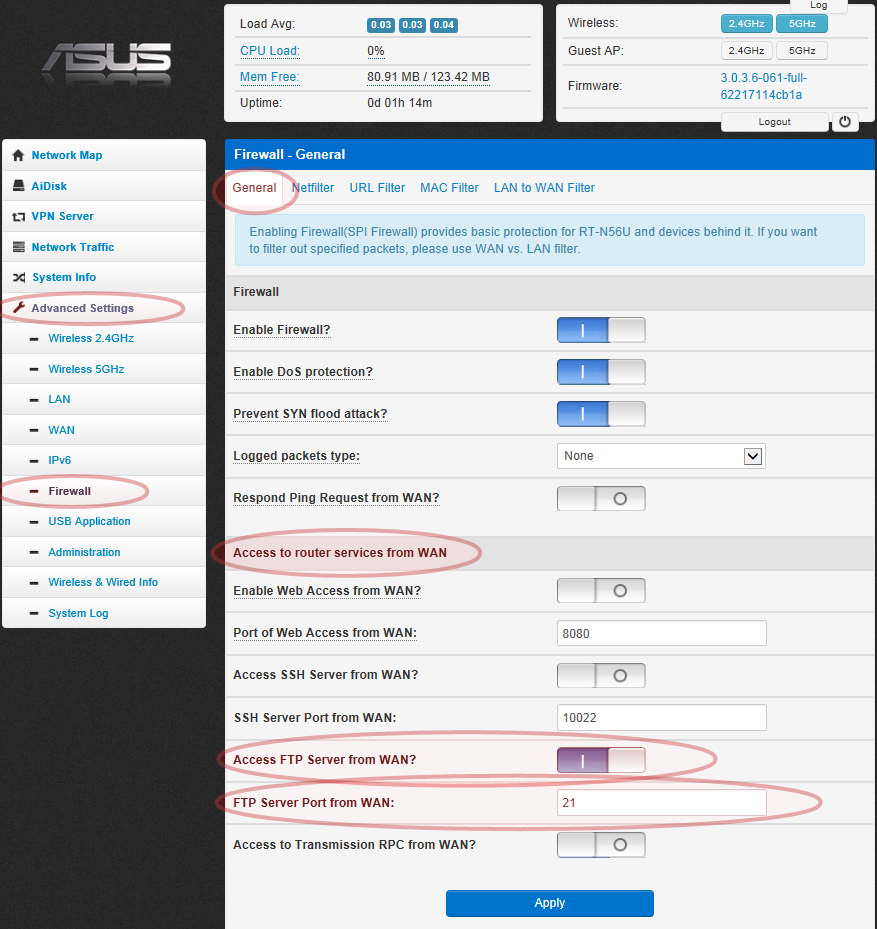 Log
ASUS
Load Avg: 0.03 0.03 0.04
CPU Load: 0%
Mem Free: 80.91 MB / 123.42 MB
Uptime: 0d 01h 14m
Wireless: 2.4GHz 5GHz
Guest AP: 2.4GHz 5GHz
Firmware: 3.0.3.6-061-full-
62217114cb1a
Logout
Network Map
AiDisk
VPN Server
Network Traffic
System Info
Advanced Settings
Wireless 2.4GHz
Wireless 5GHz
LAN
WAN
IPv6
Firewall
USB Application
Administration
Wireless & Wired Info
System Log
Firewall - General
General Netfilter URL Filter MAC Filter LAN to WAN Filter
Enabling Firewall(SPI Firewall) provides basic protection for RT-N56U and devices behind it. If you want
to filter out specified packets, please use WAN vs. LAN filter.
Firewall
Enable Firewall?
Enable DoS protection?
Prevent SYN flood attack?
Logged packets type: None
Respond Ping Request from WAN?
Access to router services from WAN
Enable Web Access from WAN?
Port of Web Access from WAN: 8080
Access SSH Server from WAN?
SSH Server Port from WAN: 10022
Access FTP Server from WAN?
FTP Server Port from WAN: 21
Access to Transmission RPC from WAN?
Apply